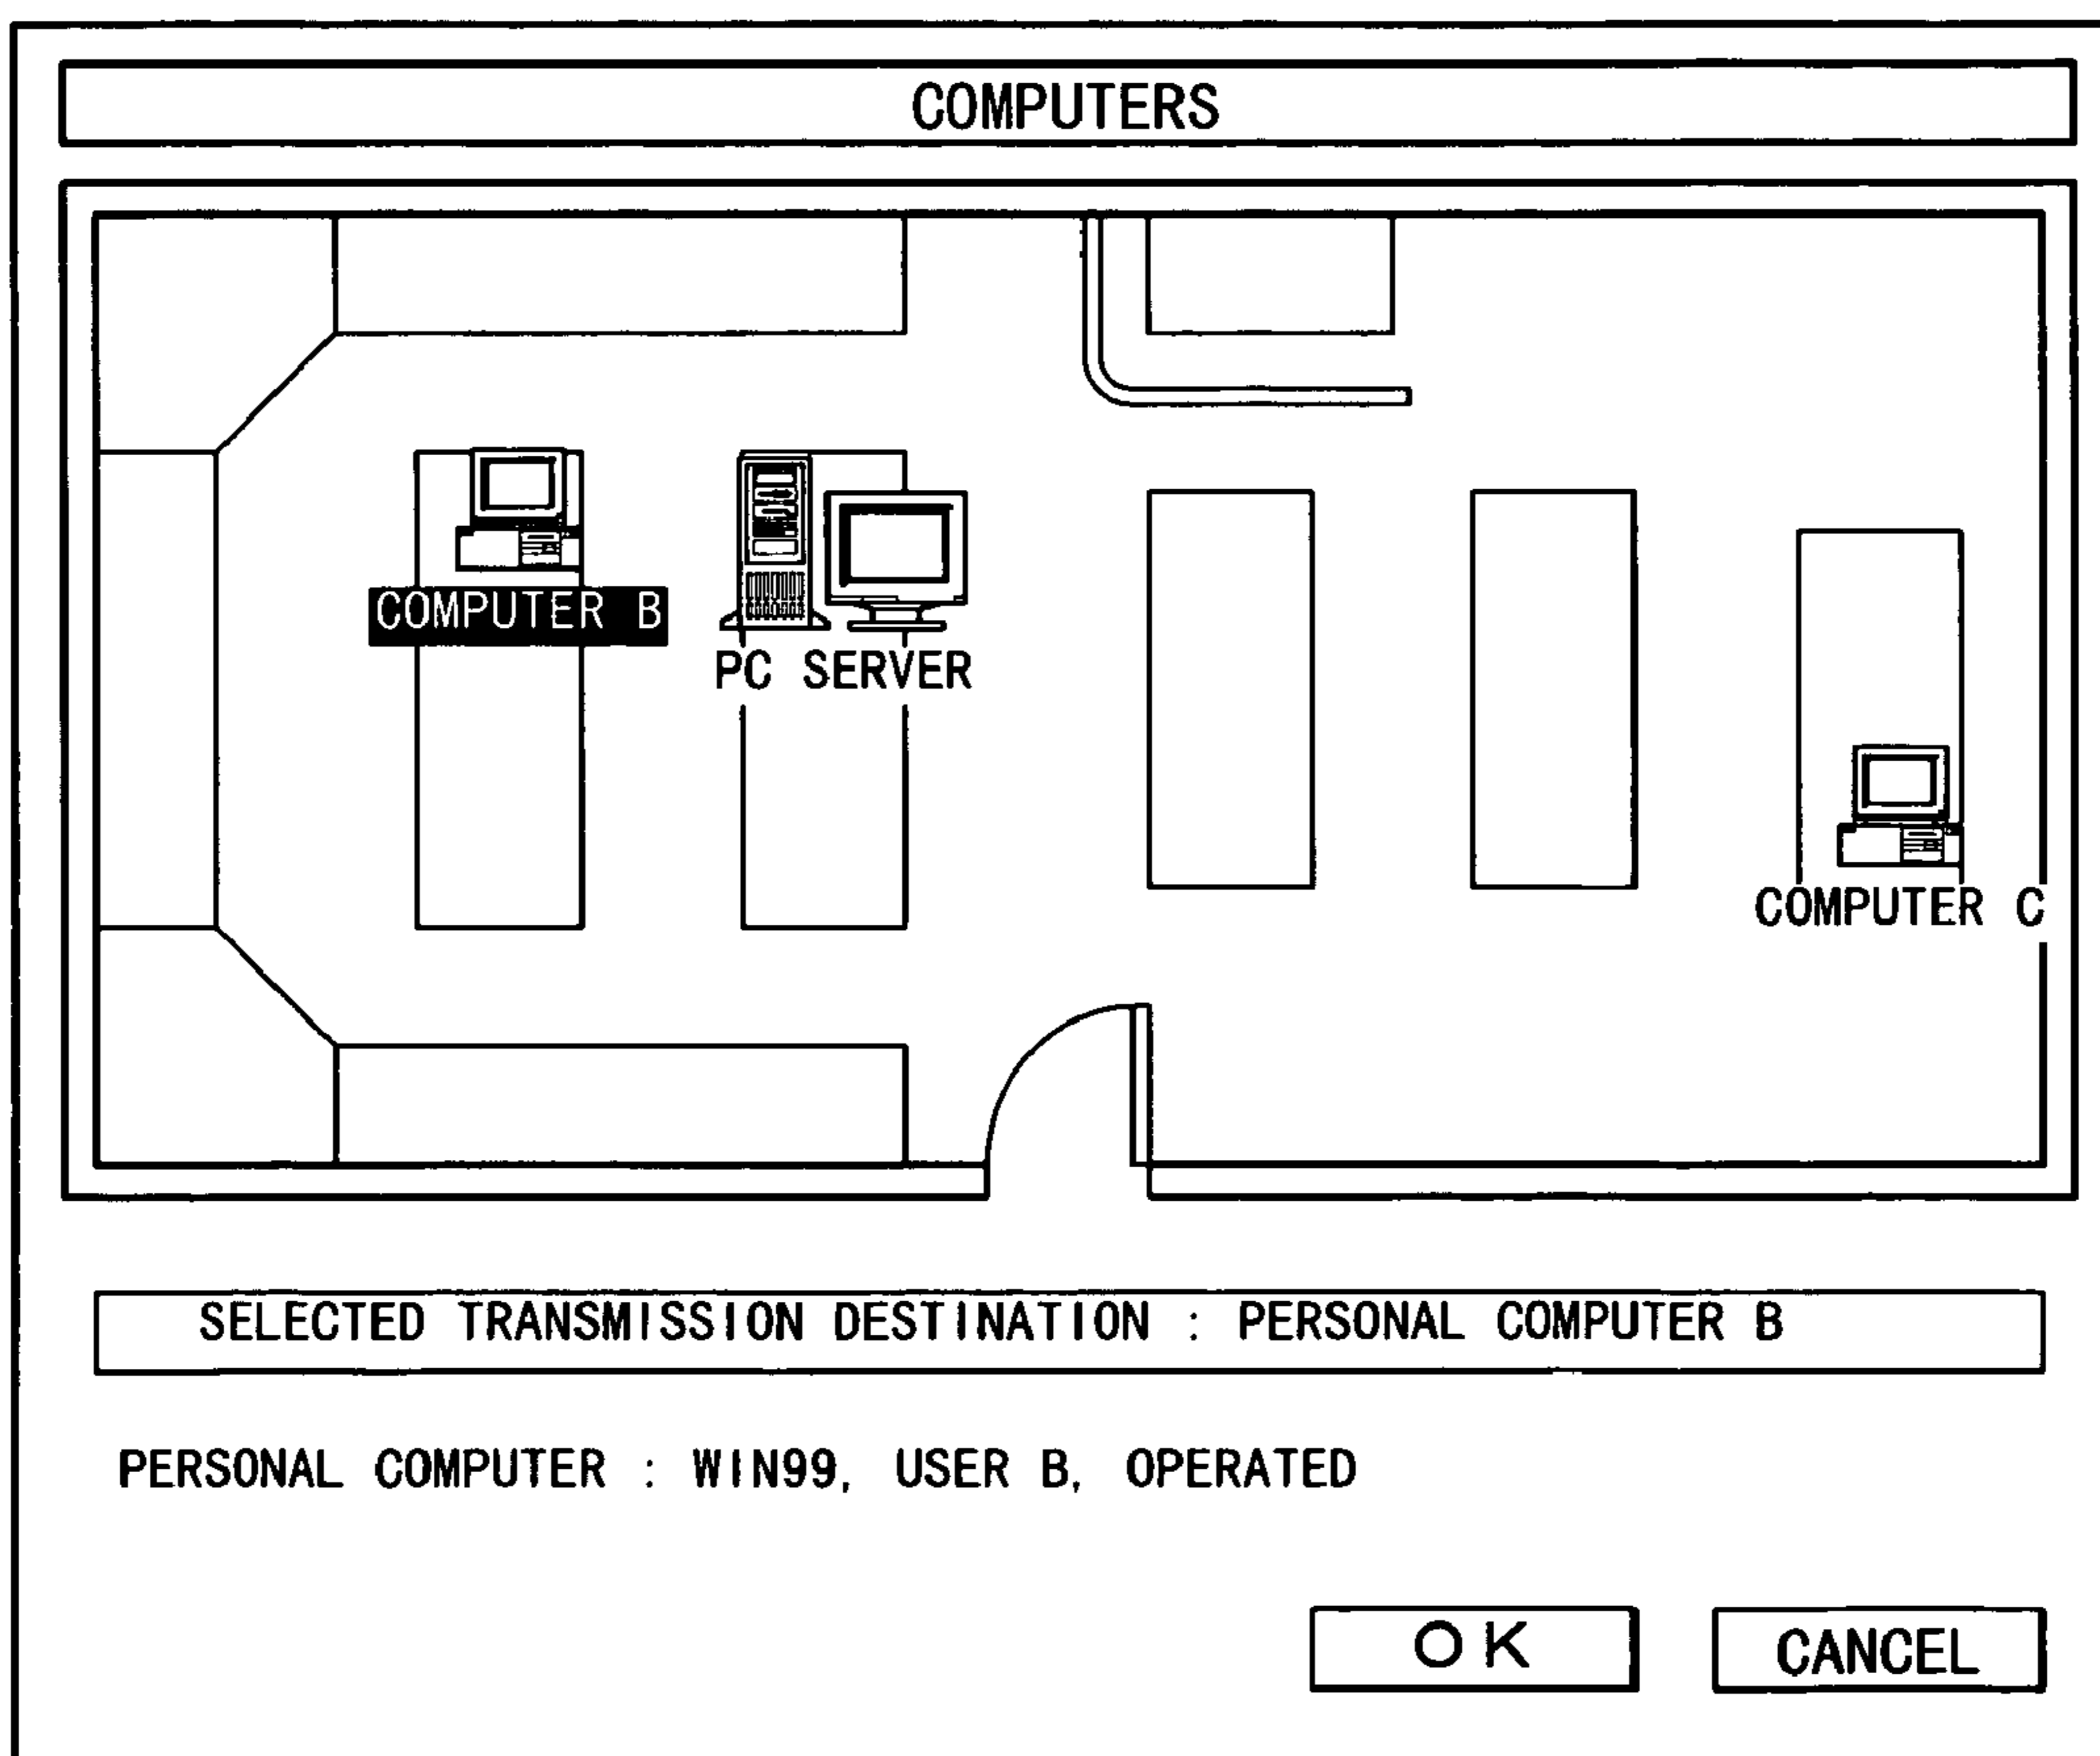 COMPUTERS
COMPUTER B
PC SERVER
COMPUTER C
SELECTED TRANSMISSION DESTINATION : PERSONAL COMPUTER B
PERSONAL COMPUTER : WIN99, USER B, OPERATED
OK
CANCEL